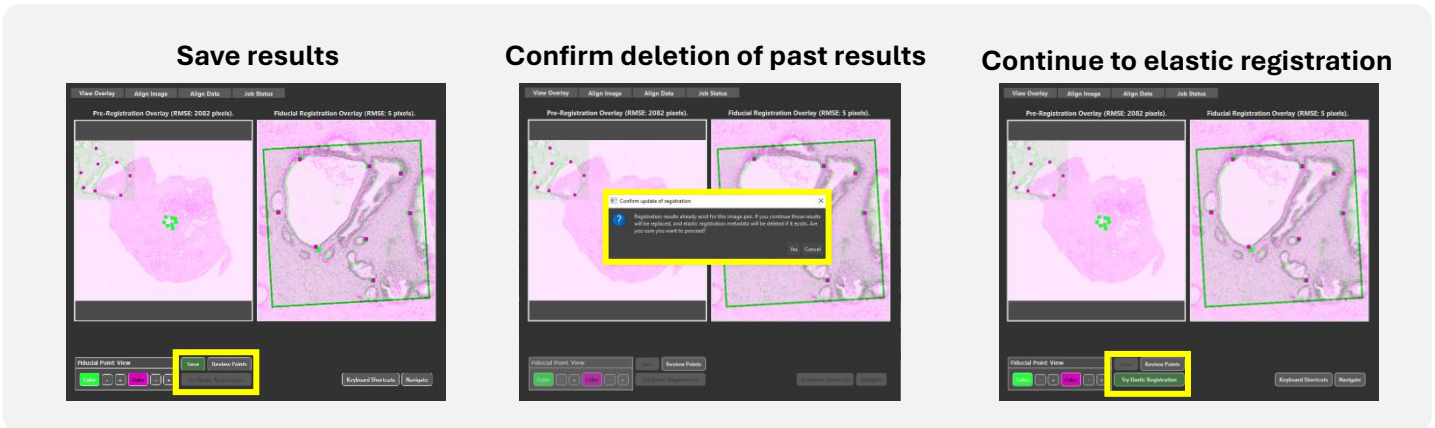 Save results
Confirm deletion of past results
Continue to elastic registration
View Overlay Align Image Align Data Job Status
Pre-Registration Overlay (RMSE: 2082 pixels). Fiducial Registration Overlay (RMSE: 5 pixels).
Fiducial Point View
Save Review Points
Color - + Color - + Try Elastic Registration
Keyboard Shortcuts Navigate
View Overlay Align Image Align Data Job Status
Pre-Registration Overlay (RMSE: 2082 pixels). Fiducial Registration Overlay (RMSE: 5 pixels).
Confirm update of registration
Registration results already exist for this image pair. If you continue those results
will be replaced, and elastic registration metadata will be deleted if it exists. Are
you sure you want to proceed?
Yes Cancel
Fiducial Point View
Save Review Points
Color - + Color - + Try Elastic Registration
Keyboard Shortcuts Navigate
View Overlay Align Image Align Data Job Status
Pre-Registration Overlay (RMSE: 2082 pixels). Fiducial Registration Overlay (RMSE: 5 pixels).
Fiducial Point View
Review Points
Color - + Color - + Try Elastic Registration
Keyboard Shortcuts Navigate